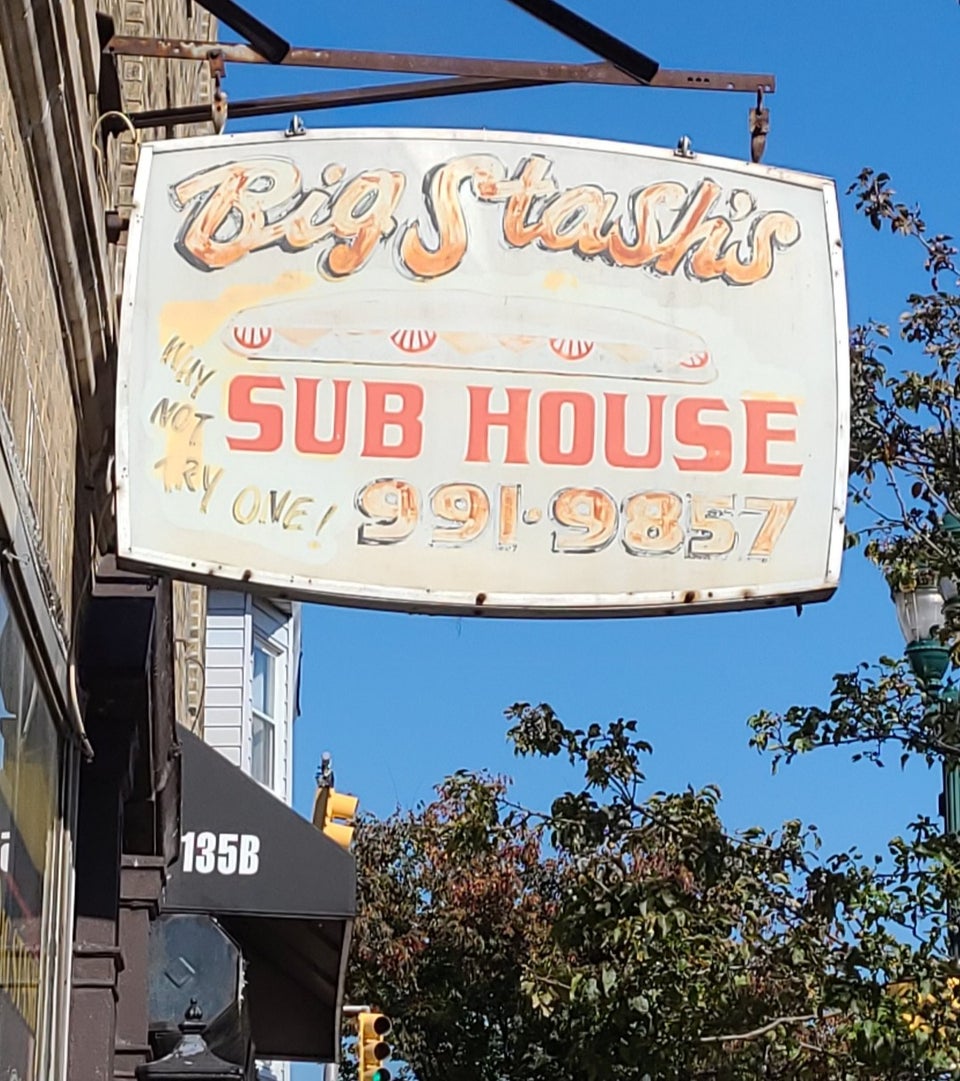 Big Stash's
WHY
NOT
TRY ONE!
SUB HOUSE
991-9857
135B